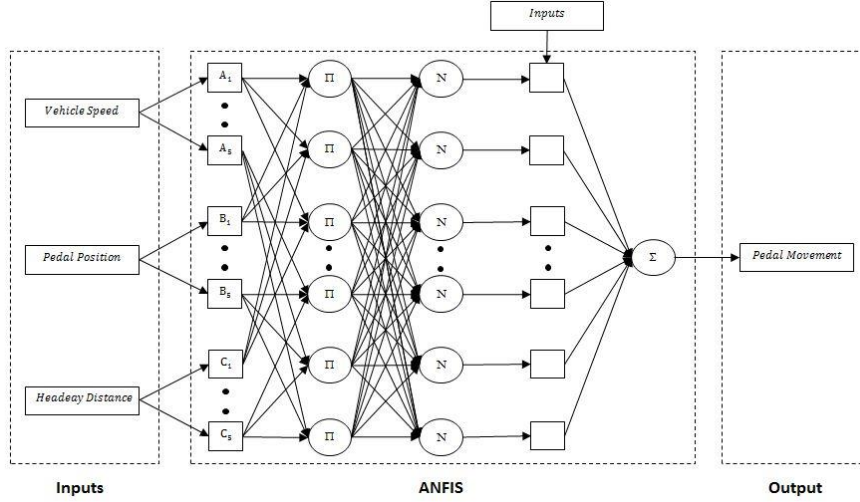 Inputs
Vehicle Speed
Pedal Position
Headeay Distance
A₁
A₅
B₁
B₅
C₁
C₅
Π
Π
Π
Π
Π
Π
N
N
N
N
N
N
Σ
Pedal Movement
Inputs
ANFIS
Output